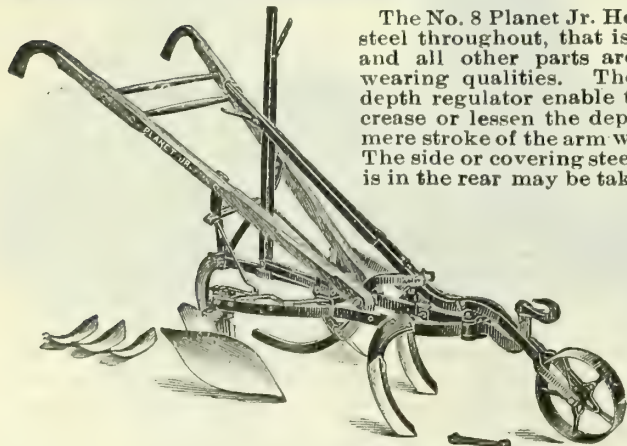 The No. 8 Planet Jr. Ho
steel throughout, that is
and all other parts are
wearing qualities. The
depth regulator enable t
crease or lessen the dep
mere stroke of the arm w
The side or covering stee
is in the rear may be tak
PLANET JR.